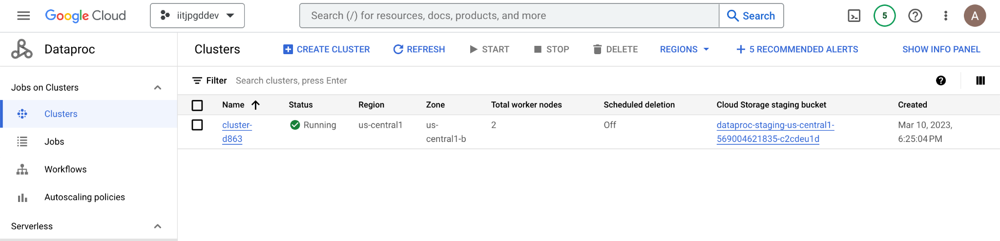 Google Cloud
iitjpgddev
Search (/) for resources, docs, products, and more
Search
5
A
Dataproc
Clusters
CREATE CLUSTER
REFRESH
START
STOP
DELETE
REGIONS
5 RECOMMENDED ALERTS
SHOW INFO PANEL
Jobs on Clusters
Clusters
Jobs
Workflows
Autoscaling policies
Serverless
Filter Search clusters, press Enter
Name Status Region Zone Total worker nodes Scheduled deletion Cloud Storage staging bucket Created
cluster- Running us-central1 us- 2 Off dataproc-staging-us-central1- Mar 10, 2023,
d863 central1-b 569004621835-c2cdeu1d 6:25:04 PM